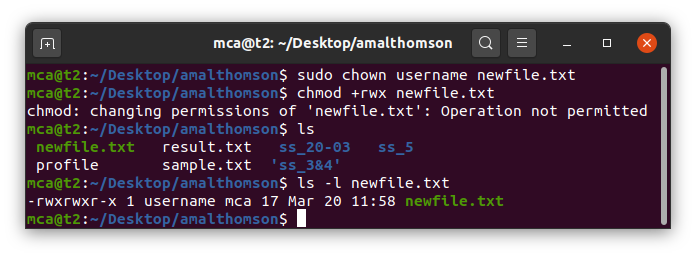 mca@t2: ~/Desktop/amalthomson
mca@t2:~/Desktop/amalthomson$ sudo chown username newfile.txt
mca@t2:~/Desktop/amalthomson$ chmod +rwx newfile.txt
chmod: changing permissions of 'newfile.txt': Operation not permitted
mca@t2:~/Desktop/amalthomson$ ls
newfile.txt   result.txt   ss_20-03   ss_5
profile       sample.txt  'ss_3&4'
mca@t2:~/Desktop/amalthomson$ ls -l newfile.txt
-rwxrwxr-x 1 username mca 17 Mar 20 11:58 newfile.txt
mca@t2:~/Desktop/amalthomson$